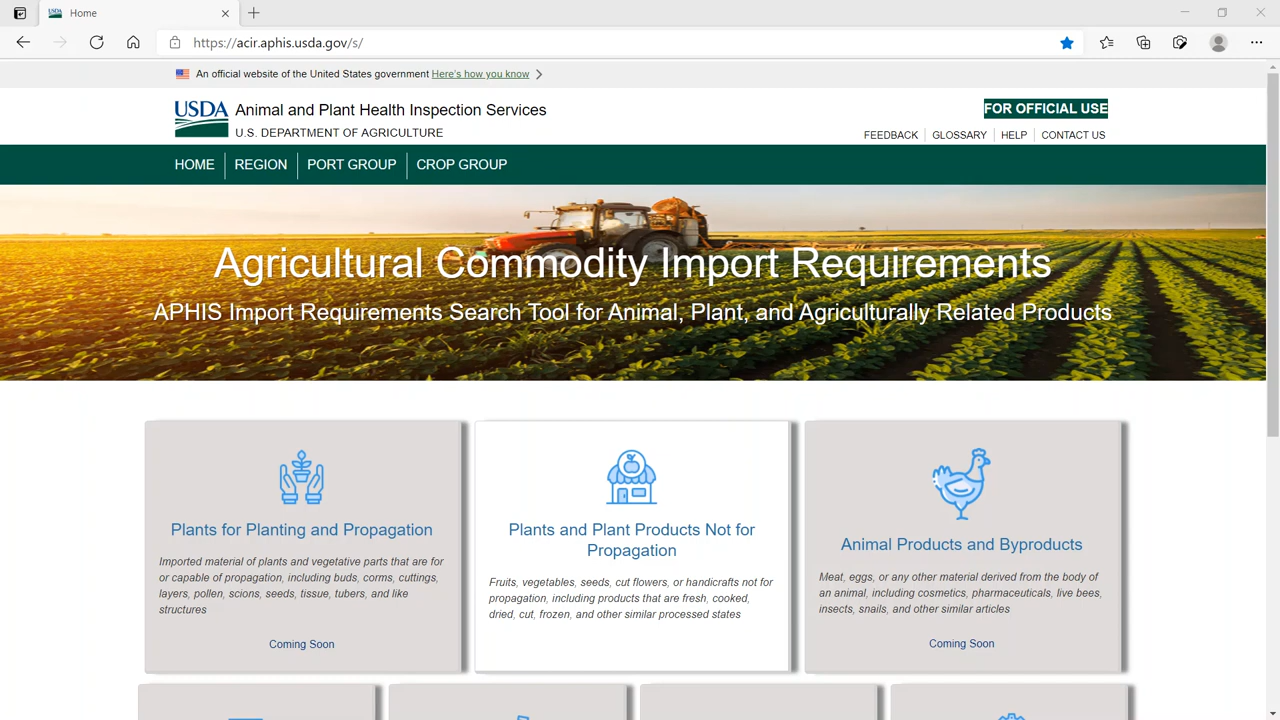 Home
https://acir.aphis.usda.gov/s/
An official website of the United States government Here's how you know
USDA
Animal and Plant Health Inspection Services
U.S. DEPARTMENT OF AGRICULTURE
FOR OFFICIAL USE
FEEDBACK GLOSSARY HELP CONTACT US
HOME REGION PORT GROUP CROP GROUP
Agricultural Commodity Import Requirements
APHIS Import Requirements Search Tool for Animal, Plant, and Agriculturally Related Products
Plants for Planting and Propagation
Imported material of plants and vegetative parts that are for
or capable of propagation, including buds, corms, cuttings,
layers, pollen, scions, seeds, tissue, tubers, and like
structures
Coming Soon
Plants and Plant Products Not for
Propagation
Fruits, vegetables, seeds, cut flowers, or handicrafts not for
propagation, including products that are fresh, cooked,
dried, cut, frozen, and other similar processed states
Animal Products and Byproducts
Meat, eggs, or any other material derived from the body of
an animal, including cosmetics, pharmaceuticals, live bees,
insects, snails, and other similar articles
Coming Soon